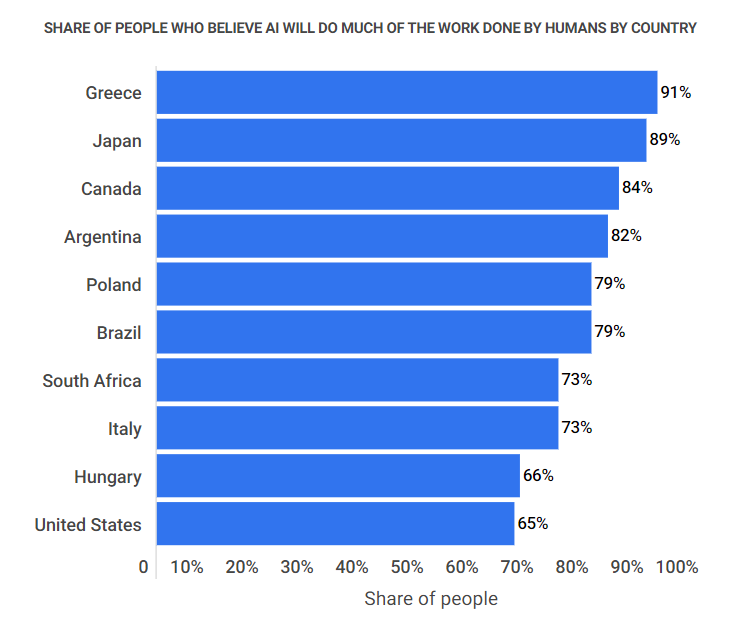 SHARE OF PEOPLE WHO BELIEVE AI WILL DO MUCH OF THE WORK DONE BY HUMANS BY COUNTRY
Greece 91%
Japan 89%
Canada 84%
Argentina 82%
Poland 79%
Brazil 79%
South Africa 73%
Italy 73%
Hungary 66%
United States 65%
0 10% 20% 30% 40% 50% 60% 70% 80% 90% 100%
Share of people